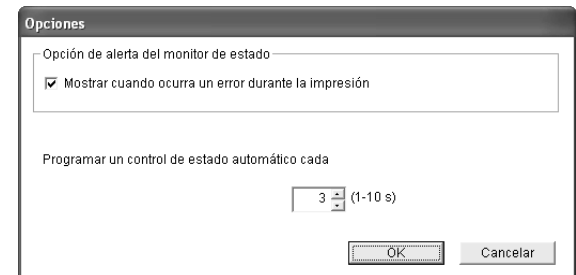 Opciones
Opción de alerta del monitor de estado
Mostrar cuando ocurra un error durante la impresión
Programar un control de estado automático cada
3 (1-10 s)
OK Cancelar